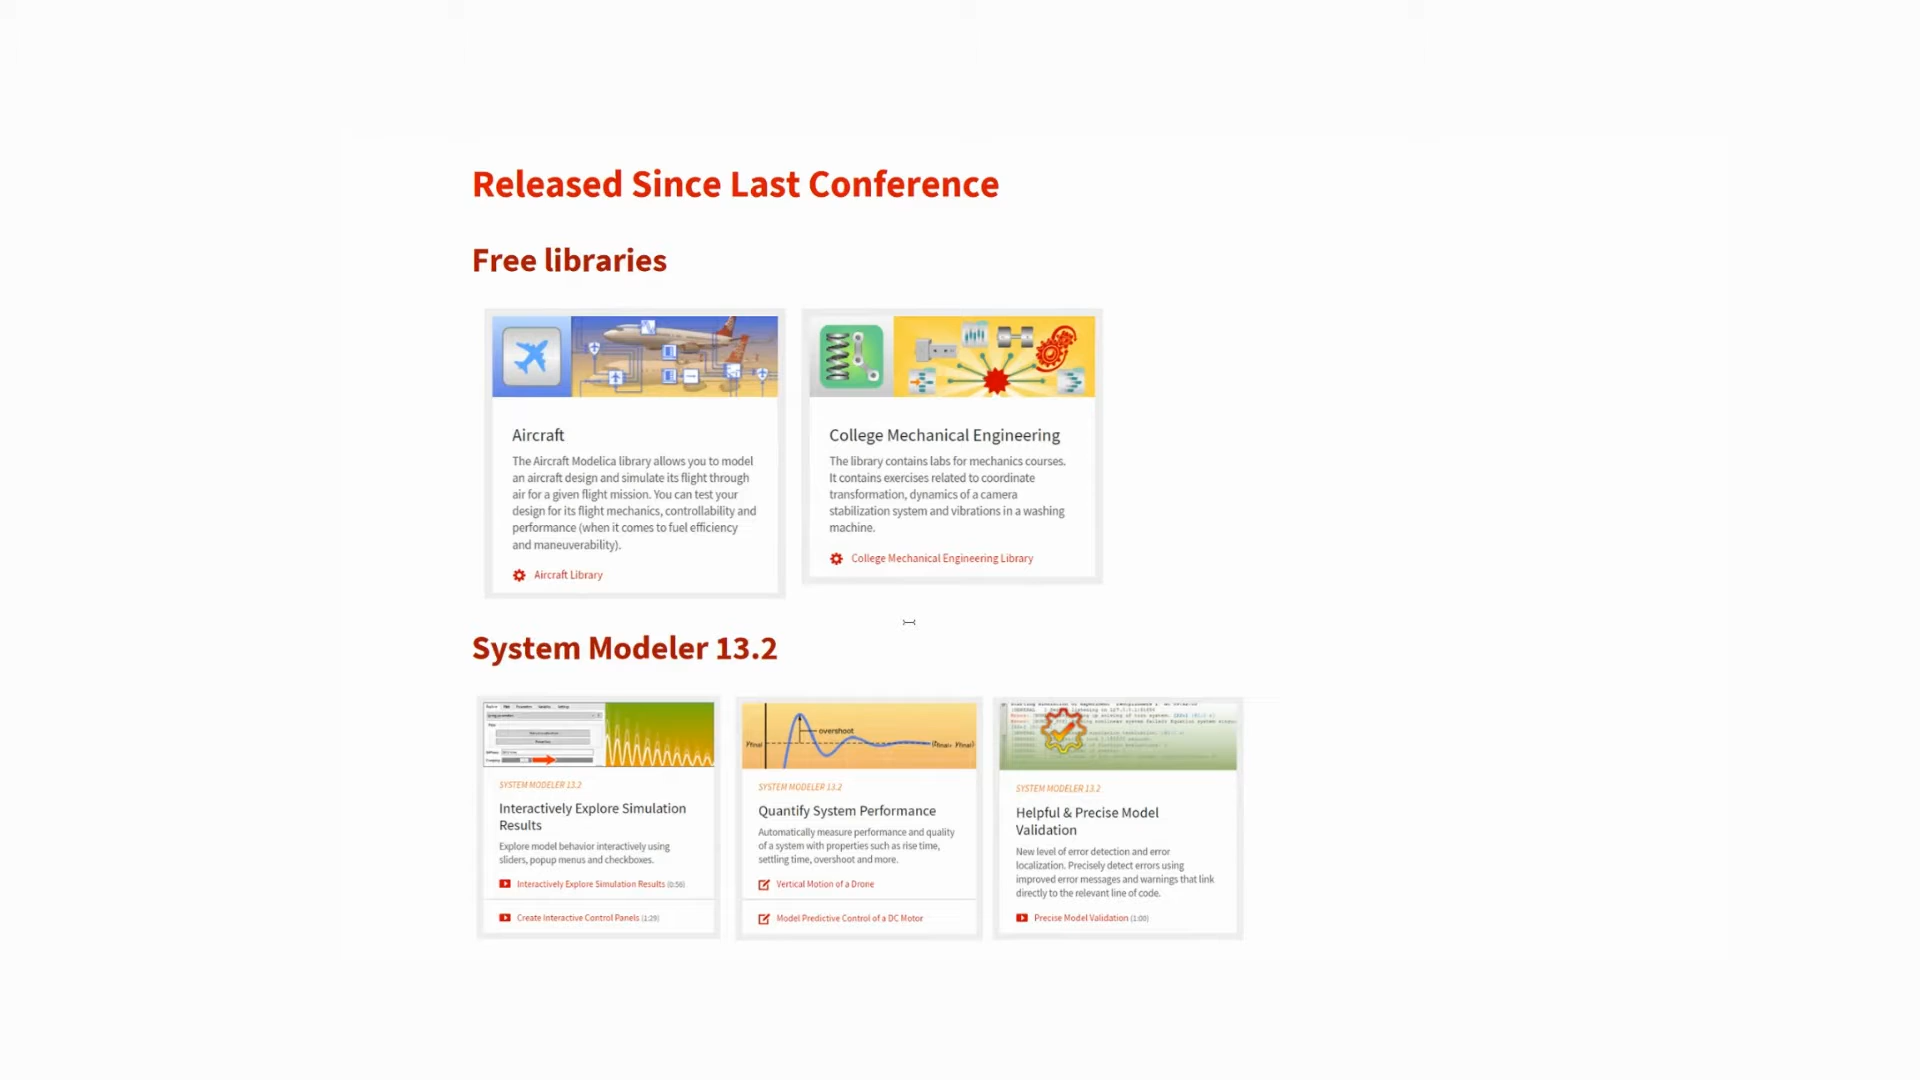 Released Since Last Conference
Free libraries
Aircraft
The Aircraft Modelica library allows you to model
an aircraft design and simulate its flight through
air for a given flight mission. You can test your
design for its flight mechanics, controllability and
performance (when it comes to fuel efficiency
and maneuverability).
Aircraft Library
College Mechanical Engineering
The library contains labs for mechanics courses.
It contains exercises related to coordinate
transformation, dynamics of a camera
stabilization system and vibrations in a washing
machine.
College Mechanical Engineering Library
System Modeler 13.2
SYSTEM MODELER 13.2
Interactively Explore Simulation
Results
Explore model behavior interactively using
sliders, popup menus and checkboxes.
Interactively Explore Simulation Results (0:56)
Create Interactive Control Panels (1:29)
overshoot
SYSTEM MODELER 13.2
Quantify System Performance
Automatically measure performance and quality
of a system with properties such as rise time,
settling time, overshoot and more.
Vertical Motion of a Drone
Model Predictive Control of a DC Motor
SYSTEM MODELER 13.2
Helpful & Precise Model
Validation
New level of error detection and error
localization. Precisely detect errors using
improved error messages and warnings that link
directly to the relevant line of code.
Precise Model Validation (1:00)